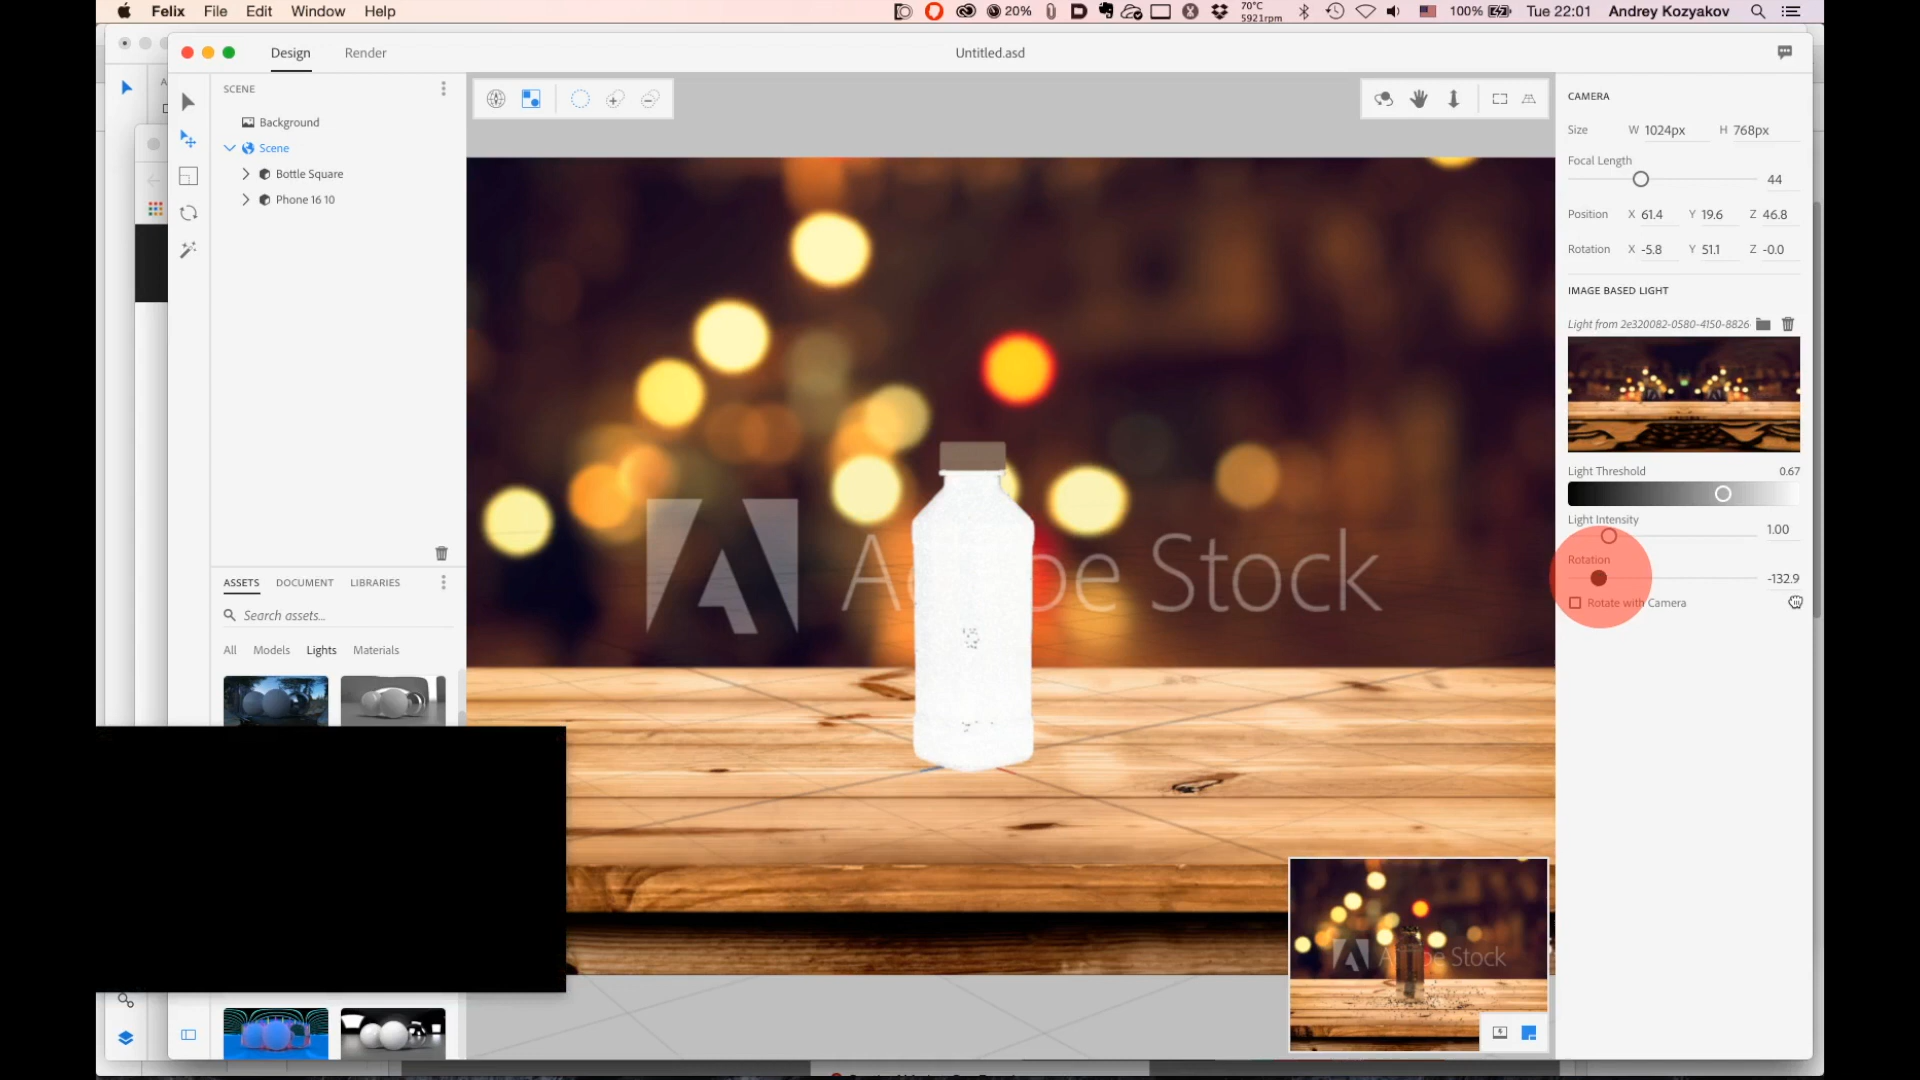 Felix File Edit Window Help
20% 70°C 5921rpm 100% Tue 22:01 Andrey Kozyakov
Design Render Untitled.asd
SCENE
Background
Scene
Bottle Square
Phone 16 10
ASSETS DOCUMENT LIBRARIES
Search assets...
All Models Lights Materials
Adobe Stock
Adobe Stock
CAMERA
Size W 1024px H 768px
Focal Length
44
Position X 61.4 Y 19.6 Z 46.8
Rotation X -5.8 Y 51.1 Z -0.0
IMAGE BASED LIGHT
Light from 2e320082-0580-4150-8826
Light Threshold 0.67
Light Intensity
1.00
Rotation
-132.9
Rotate with Camera